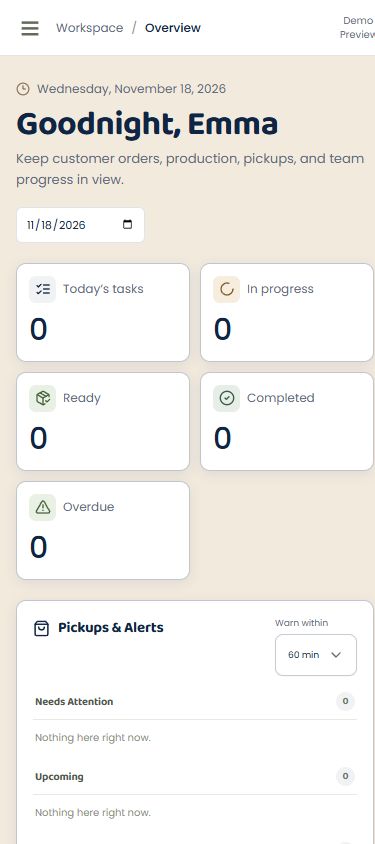 Workspace / Overview
Demo
Preview
Wednesday, November 18, 2026
Goodnight, Emma
Keep customer orders, production, pickups, and team
progress in view.
11/18/2026
Today's tasks
0
In progress
0
Ready
0
Completed
0
Overdue
0
Pickups & Alerts
Warn within
60 min
Needs Attention
0
Nothing here right now.
Upcoming
0
Nothing here right now.